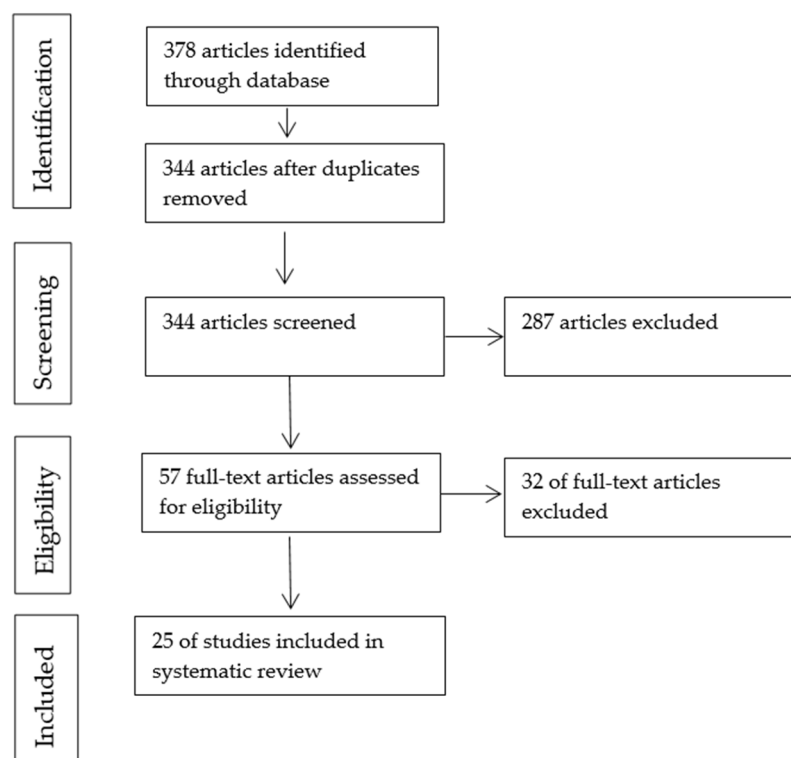 Identification
378 articles identified
through database
344 articles after duplicates
removed
Screening
344 articles screened
287 articles excluded
Eligibility
57 full-text articles assessed
for eligibility
32 of full-text articles
excluded
Included
25 of studies included in
systematic review